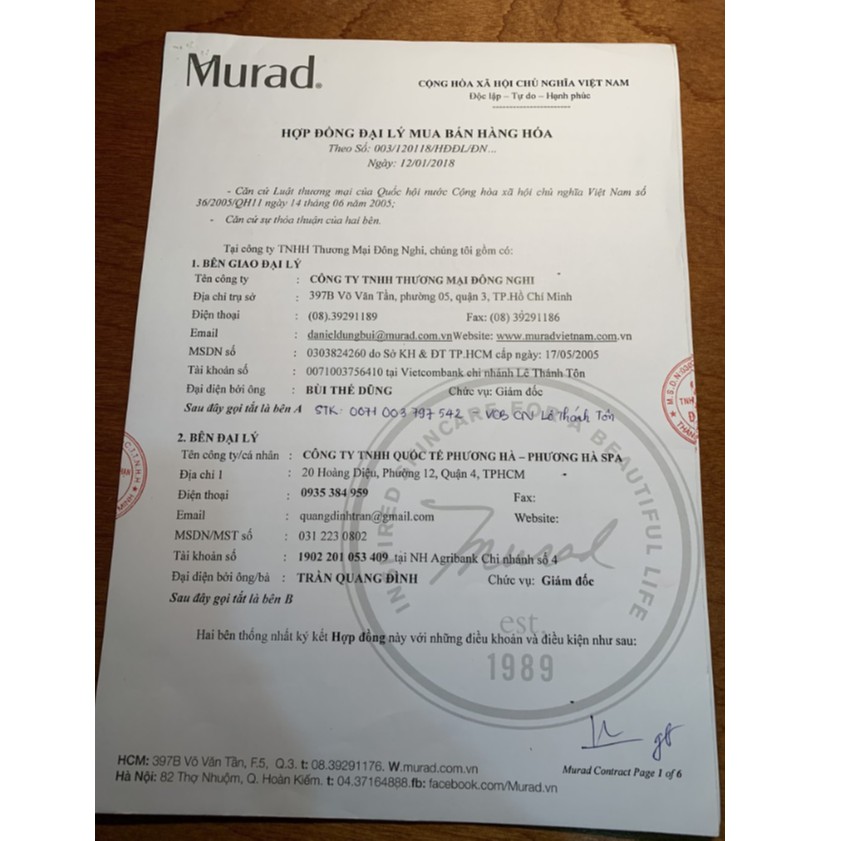 Murad.
CỘNG HÒA XÃ HỘI CHỦ NGHĨA VIỆT NAM
Độc lập – Tự do – Hạnh phúc
HỢP ĐỒNG ĐẠI LÝ MUA BÁN HÀNG HÓA
Theo Số: 003/120118/HĐĐL/ĐN...
Ngày: 12/01/2018
- Căn cứ Luật thương mại của Quốc hội nước Cộng hòa xã hội chủ nghĩa Việt Nam số
36/2005/QH11 ngày 14 tháng 06 năm 2005;
- Căn cứ sự thỏa thuận của hai bên.
Tại công ty TNHH Thương Mại Đông Nghi, chúng tôi gồm có:
1. BÊN GIAO ĐẠI LÝ
Tên công ty : CÔNG TY TNHH THƯƠNG MẠI ĐÔNG NGHI
Địa chỉ trụ sở : 397B Võ Văn Tần, phường 05, quận 3, TP.Hồ Chí Minh
Điện thoại : (08).39291189 Fax: (08) 39291186
Email : danieldungbui@murad.com.vnWebsite: www.muradvietnam.com.vn
MSDN số : 0303824260 do Sở KH & ĐT TP.HCM cấp ngày: 17/05/2005
Tài khoản số : 0071003756410 tại Vietcombank chi nhánh Lê Thánh Tôn
Đại diện bởi ông : BÙI THẾ DŨNG Chức vụ: Giám đốc
Sau đây gọi tắt là bên A STK: 0071 003 797 542 - VCB CN Lê Thánh Tôn
2. BÊN ĐẠI LÝ
Tên công ty/cá nhân : CÔNG TY TNHH QUỐC TẾ PHƯƠNG HÀ – PHƯƠNG HÀ SPA
Địa chỉ 1 : 20 Hoàng Diệu, Phường 12, Quận 4, TPHCM
Điện thoại : 0935 384 959 Fax:
Email : quangdinhtran@gmail.com Website:
MSDN/MST số : 031 223 0802
Tài khoản số : 1902 201 053 409 tại NH Agribank Chi nhánh số 4
Đại diện bởi ông/bà : TRẦN QUANG ĐÌNH Chức vụ: Giám đốc
Sau đây gọi tắt là bên B
INSPIRED SKINCARE FOR A BEAUTIFUL LIFE
Murad
est.
1989
Hai bên thống nhất ký kết Hợp đồng này với những điều khoản và điều kiện như sau:
Murad Contract Page 1 of 6
HCM: 397B Võ Văn Tần, F.5, Q.3. t: 08.39291176. W.murad.com.vn
Hà Nội: 82 Thợ Nhuộm, Q. Hoàn Kiếm. t: 04.37164888.fb: facebook.com/Murad.vn